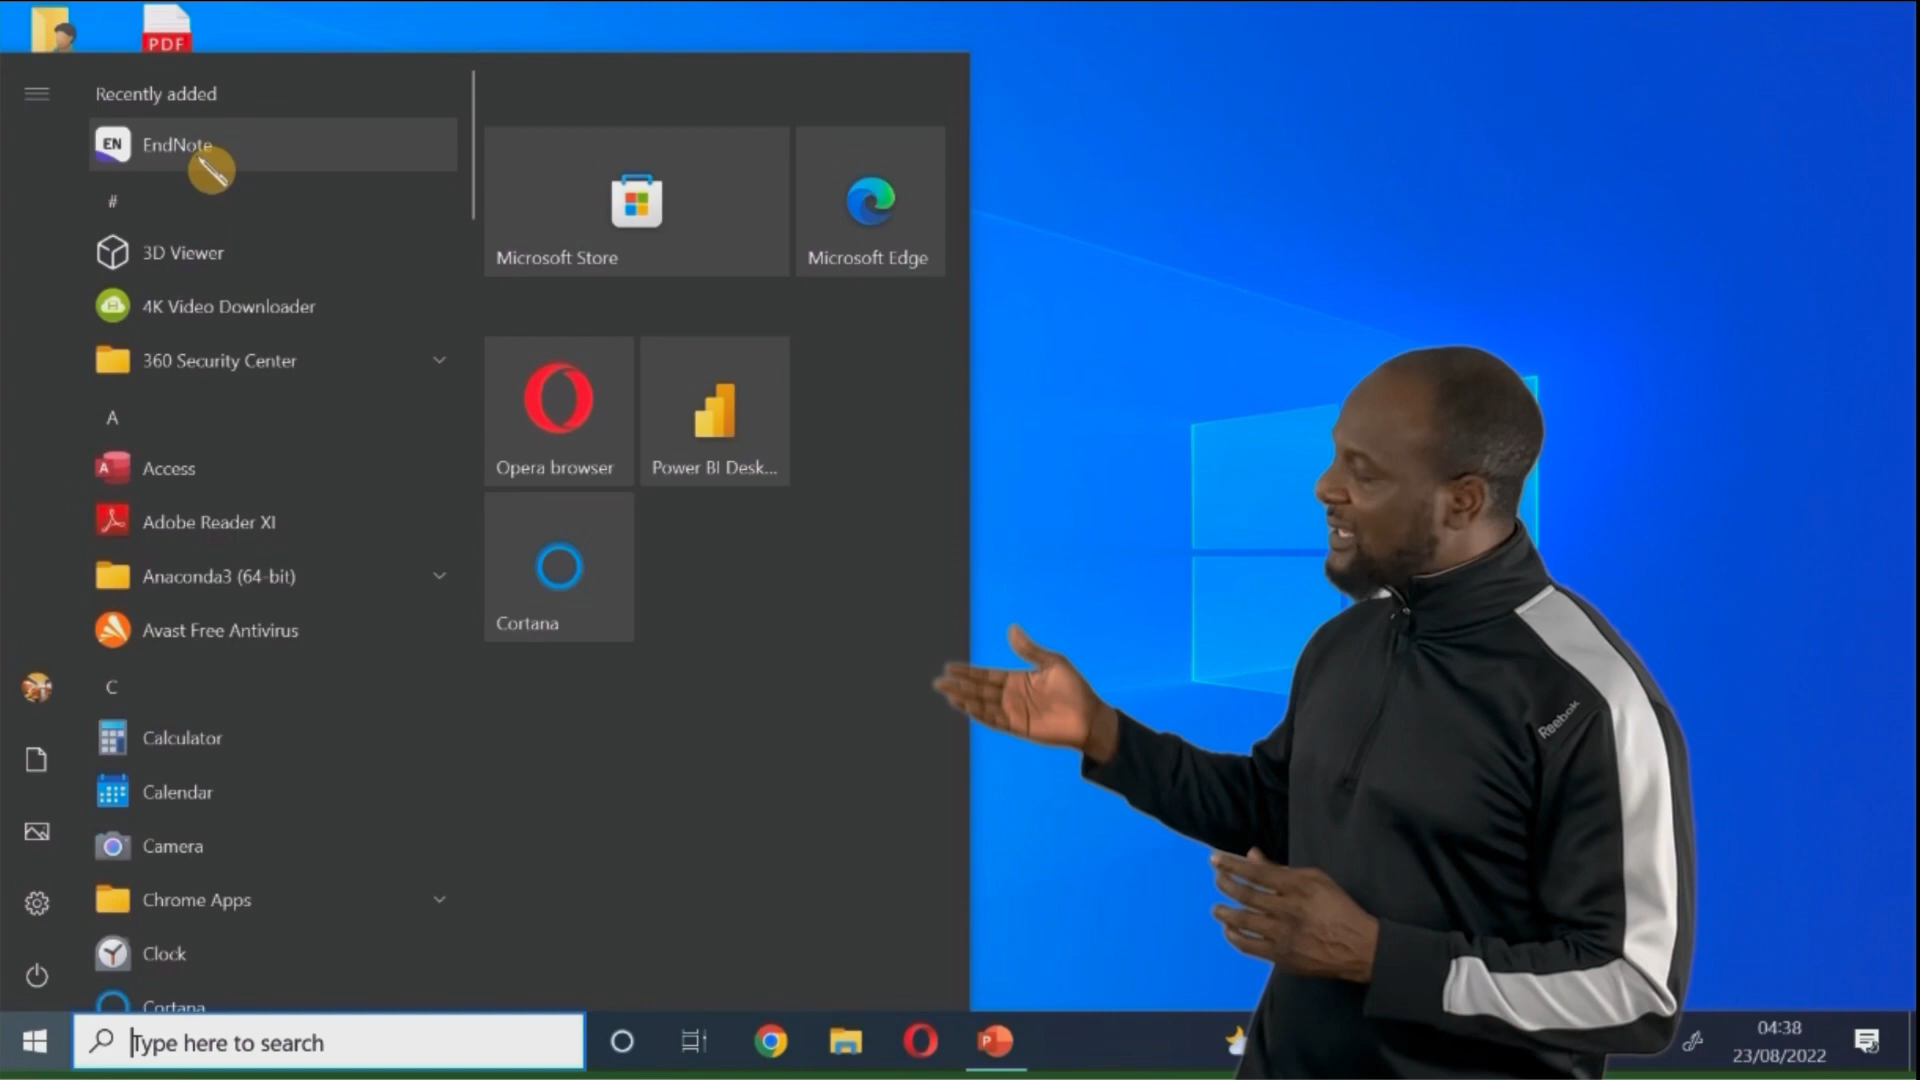 PDF
Recently added
EN EndNote
#
3D Viewer
4K Video Downloader
360 Security Center
A
A Access
Adobe Reader XI
Anaconda3 (64-bit)
Avast Free Antivirus
C
Calculator
Calendar
Camera
Chrome Apps
Clock
Cortana
Microsoft Store
Microsoft Edge
Opera browser
Power BI Desk...
Cortana
Reebok
Type here to search
P
04:38
23/08/2022